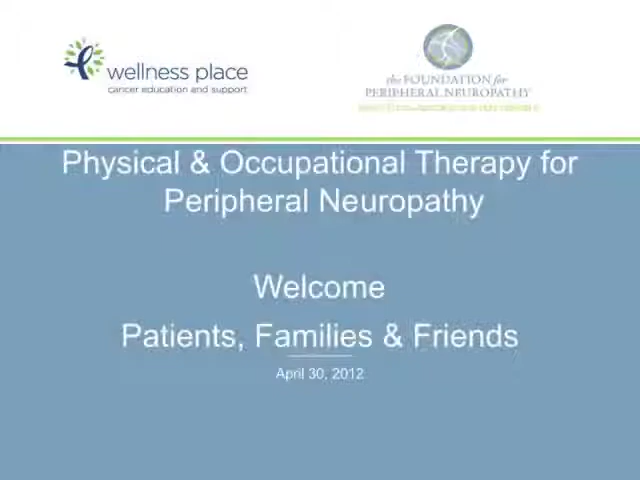 wellness place
cancer education and support
the FOUNDATION for
PERIPHERAL NEUROPATHY
Physical & Occupational Therapy for
Peripheral Neuropathy
Welcome
Patients, Families & Friends
April 30, 2012